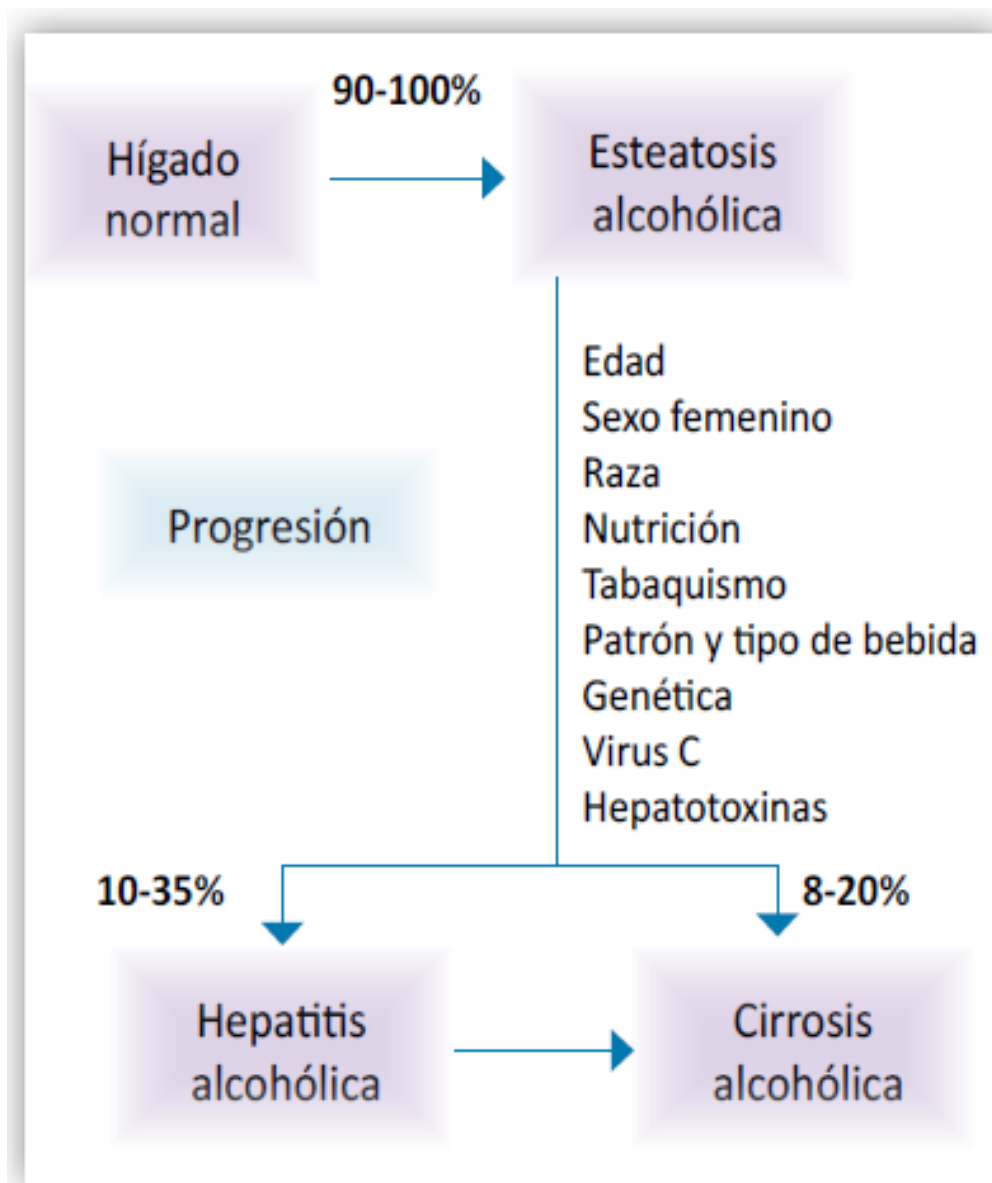 90-100%
Hígado
normal
Esteatosis
alcohólica
Edad
Sexo femenino
Raza
Nutrición
Tabaquismo
Patrón y tipo de bebida
Genética
Virus C
Hepatotoxinas
Progresión
10-35%
8-20%
Hepatitis
alcohólica
Cirrosis
alcohólica